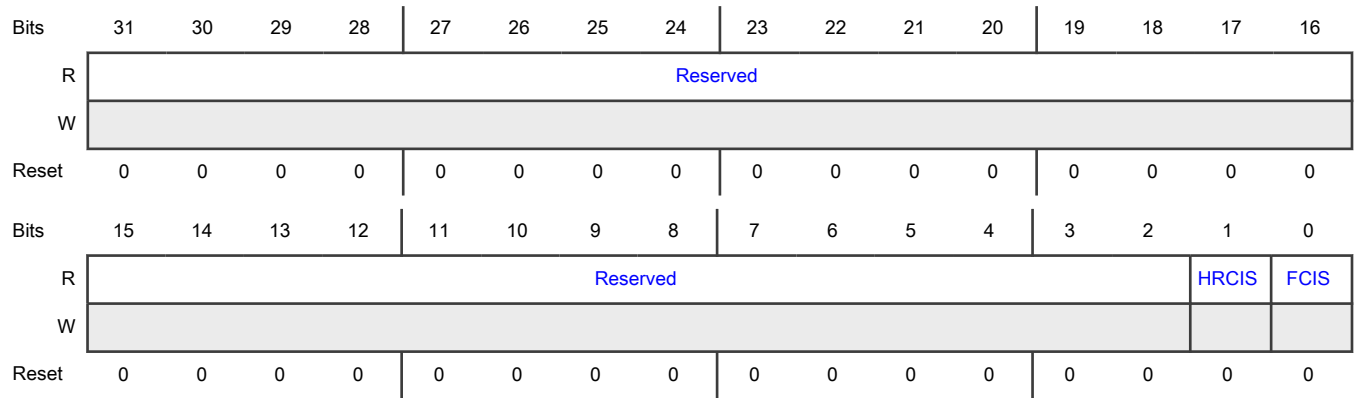 Bits 31 30 29 28 27 26 25 24 23 22 21 20 19 18 17 16
R Reserved
W
Reset 0 0 0 0 0 0 0 0 0 0 0 0 0 0 0 0
Bits 15 14 13 12 11 10 9 8 7 6 5 4 3 2 1 0
R Reserved HRCIS FCIS
W
Reset 0 0 0 0 0 0 0 0 0 0 0 0 0 0 0 0